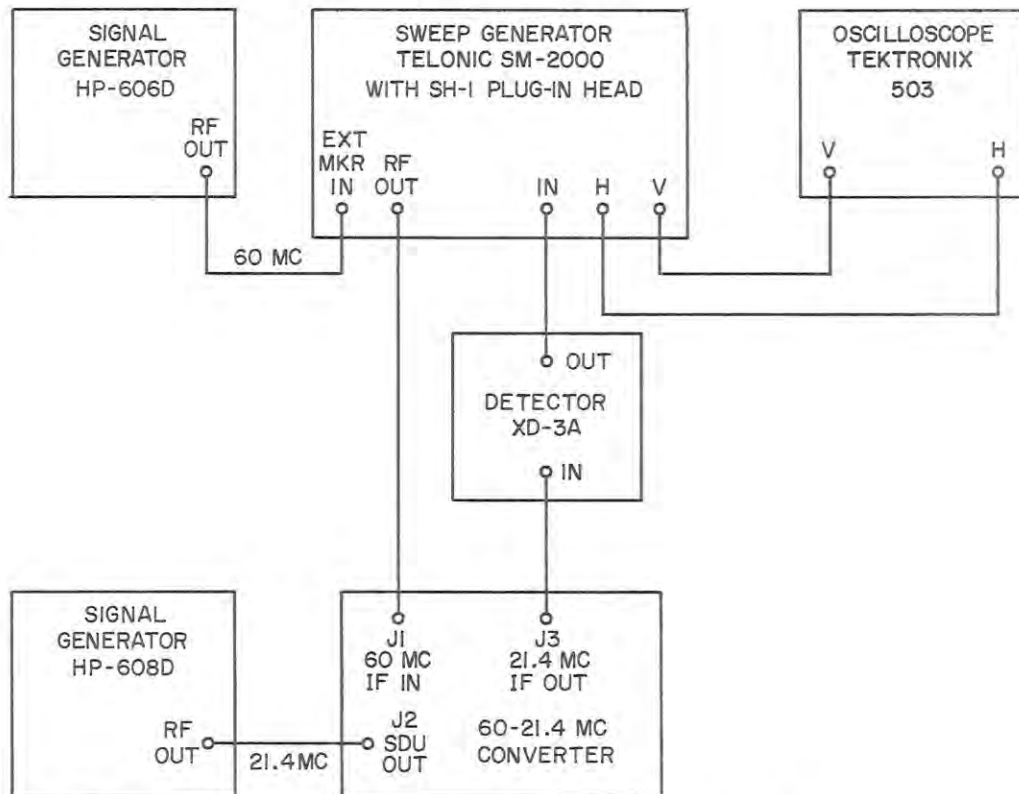 SIGNAL
GENERATOR
HP-606D
RF
OUT
SWEEP GENERATOR
TELONIC SM-2000
WITH SH-1 PLUG-IN HEAD
EXT
MKR
IN
RF
OUT
IN
H
V
OSCILLOSCOPE
TEKTRONIX
503
V
H
60 MC
OUT
DETECTOR
XD-3A
IN
SIGNAL
GENERATOR
HP-608D
RF
OUT
21.4MC
J1
60 MC
IF IN
J3
21.4 MC
IF OUT
J2
SDU
OUT
60-21.4 MC
CONVERTER